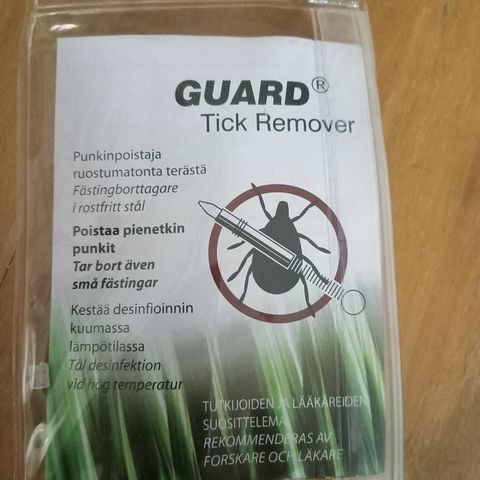 GUARD®
Tick Remover
Punkinpoistaja
ruostumatonta terästä
Fästingborttagare
i rostfritt stål
Poistaa pienetkin
punkit
Tar bort även
små fästingar
Kestää desinfioinnin
kuumassa
lämpötilassa
Tål desinfektion
vid hög temperatur
TUTKIJOIDEN JA LÄÄKÄREIDEN
SUOSITTELEMA
REKOMMENDERAS AV
FORSKARE OCH LÄKARE